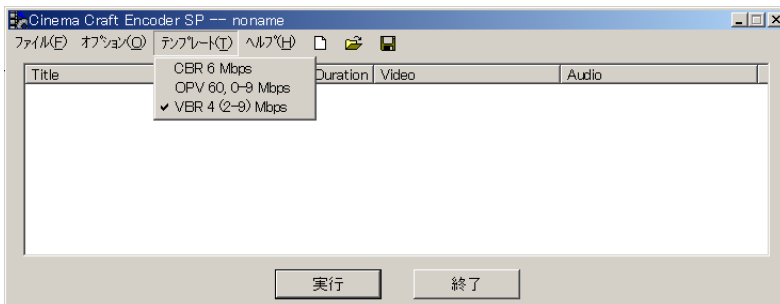 Cinema Craft Encoder SP -- noname
ファイル(F) オプション(O) テンプレート(T) ヘルプ(H)
Title Duration Video Audio
CBR 6 Mbps
OPV 60, 0-9 Mbps
VBR 4 (2-9) Mbps
実行 終了